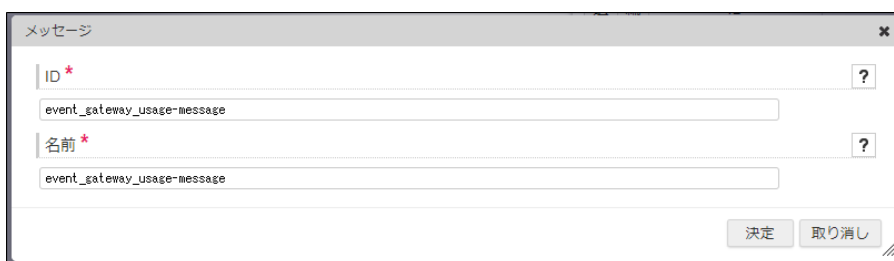 メッセージ
ID *
?
event_gateway_usage-message
名前 *
?
event_gateway_usage-message
決定
取り消し